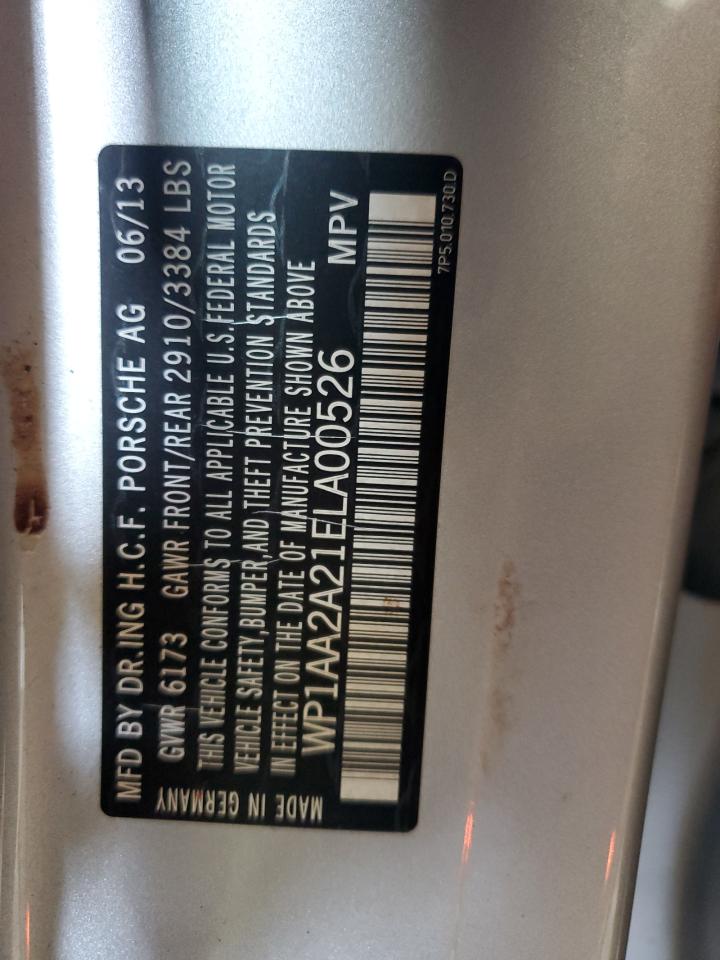 MFD BY DR.ING H.C.F. PORSCHE AG 06/13
GVWR 6173 GAWR FRONT/REAR 2910/3384 LBS
THIS VEHICLE CONFORMS TO ALL APPLICABLE U.S.FEDERAL MOTOR
VEHICLE SAFETY,BUMPER,AND THEFT PREVENTION STANDARDS
IN EFFECT ON THE DATE OF MANUFACTURE SHOWN ABOVE
WP1AA2A21ELA00526 MPV
MADE IN GERMANY
7P5.010.730.D